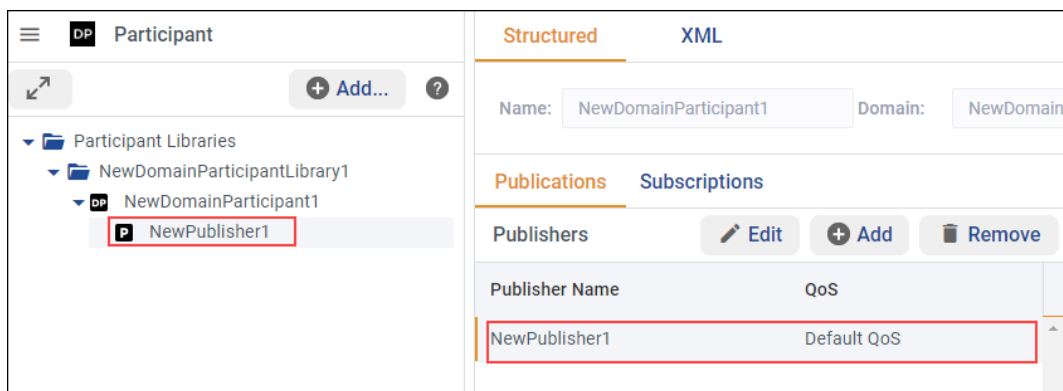 DP Participant
Add... ?
Participant Libraries
NewDomainParticipantLibrary1
DP NewDomainParticipant1
P NewPublisher1
Structured XML
Name: NewDomainParticipant1 Domain: NewDomain
Publications Subscriptions
Publishers Edit Add Remove
Publisher Name QoS
NewPublisher1 Default QoS